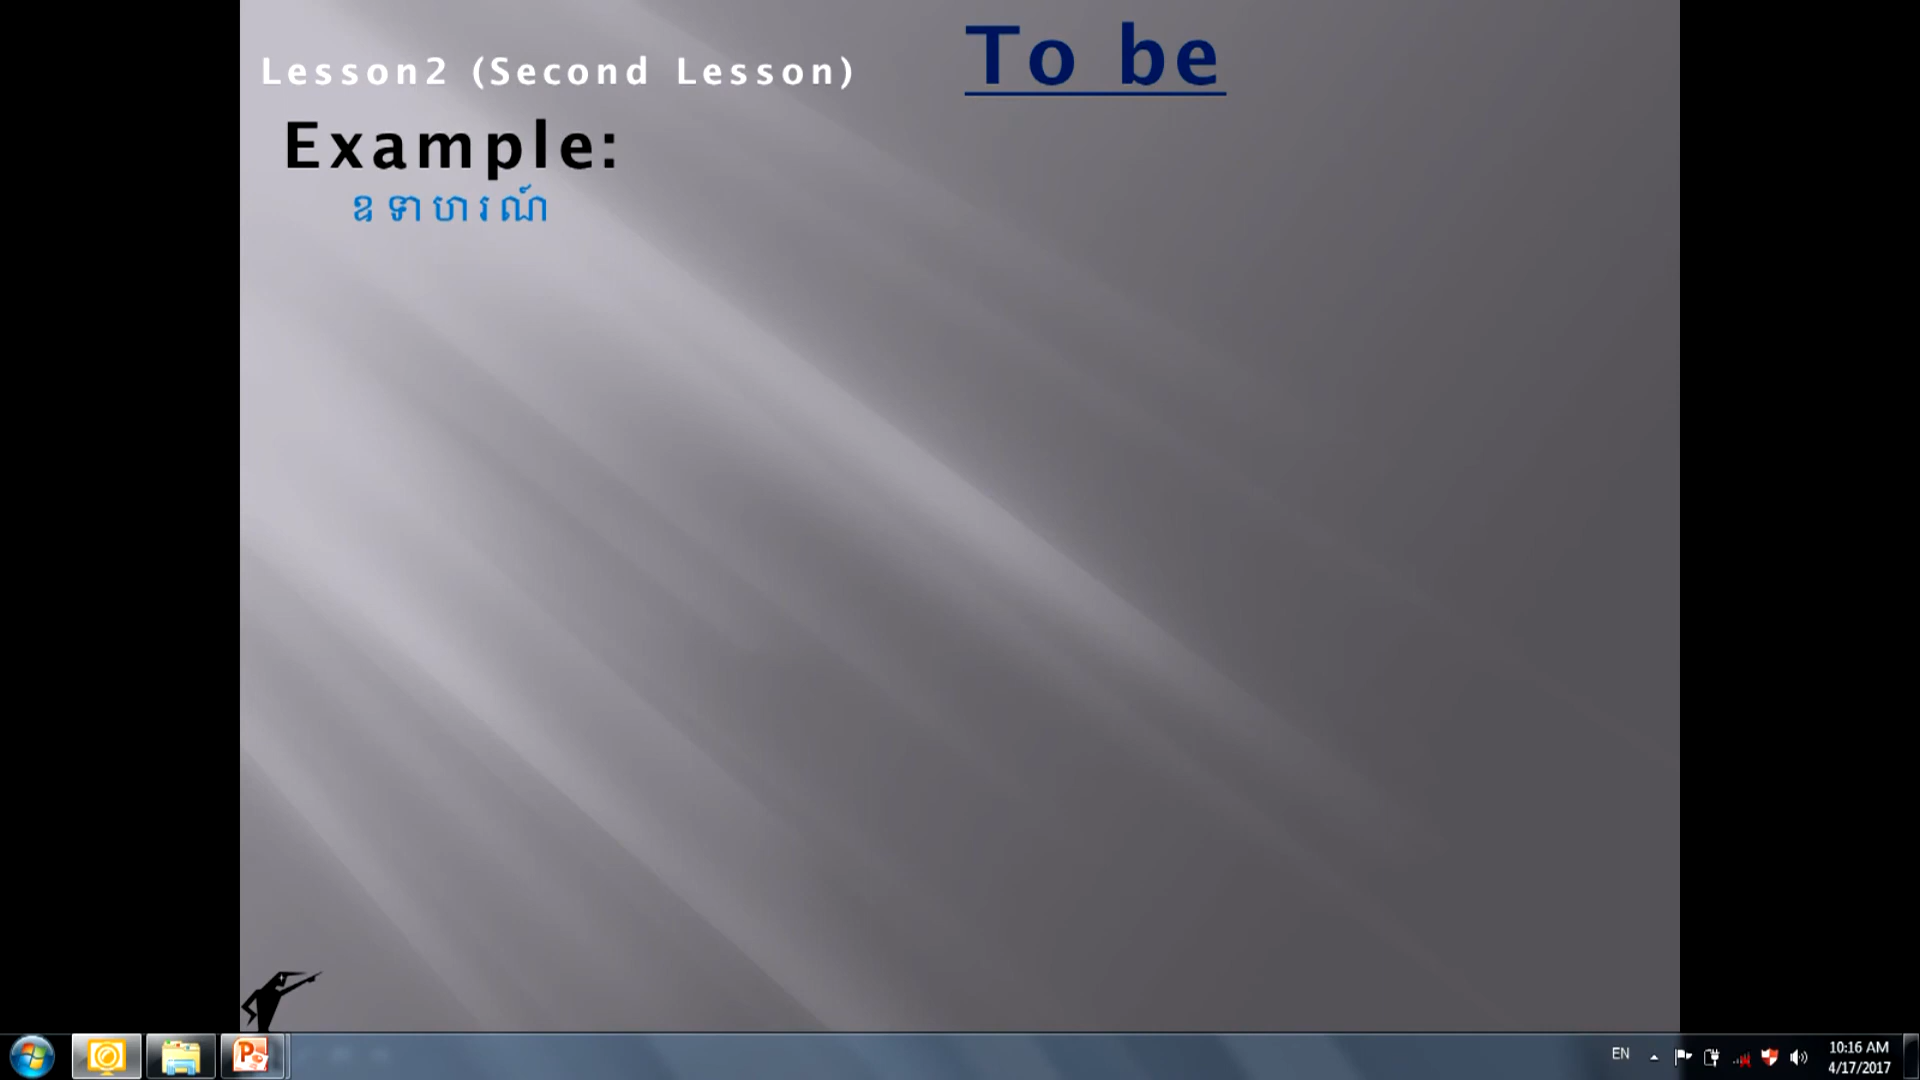 To be
Lesson2 (Second Lesson)
Example:
ឧទាហរណ៍
EN
10:16 AM
4/17/2017